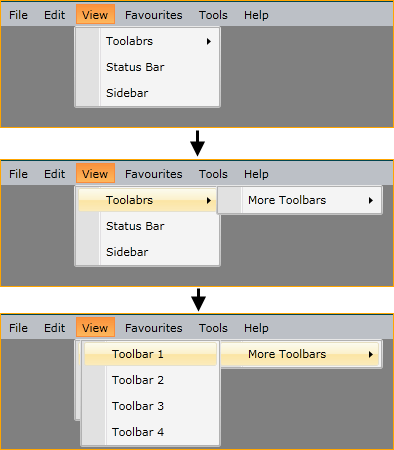 File Edit View Favourites Tools Help
Toolabrs
Status Bar
Sidebar
File Edit View Favourites Tools Help
Toolabrs More Toolbars
Status Bar
Sidebar
File Edit View Favourites Tools Help
Toolbar 1 More Toolbars
Toolbar 2
Toolbar 3
Toolbar 4